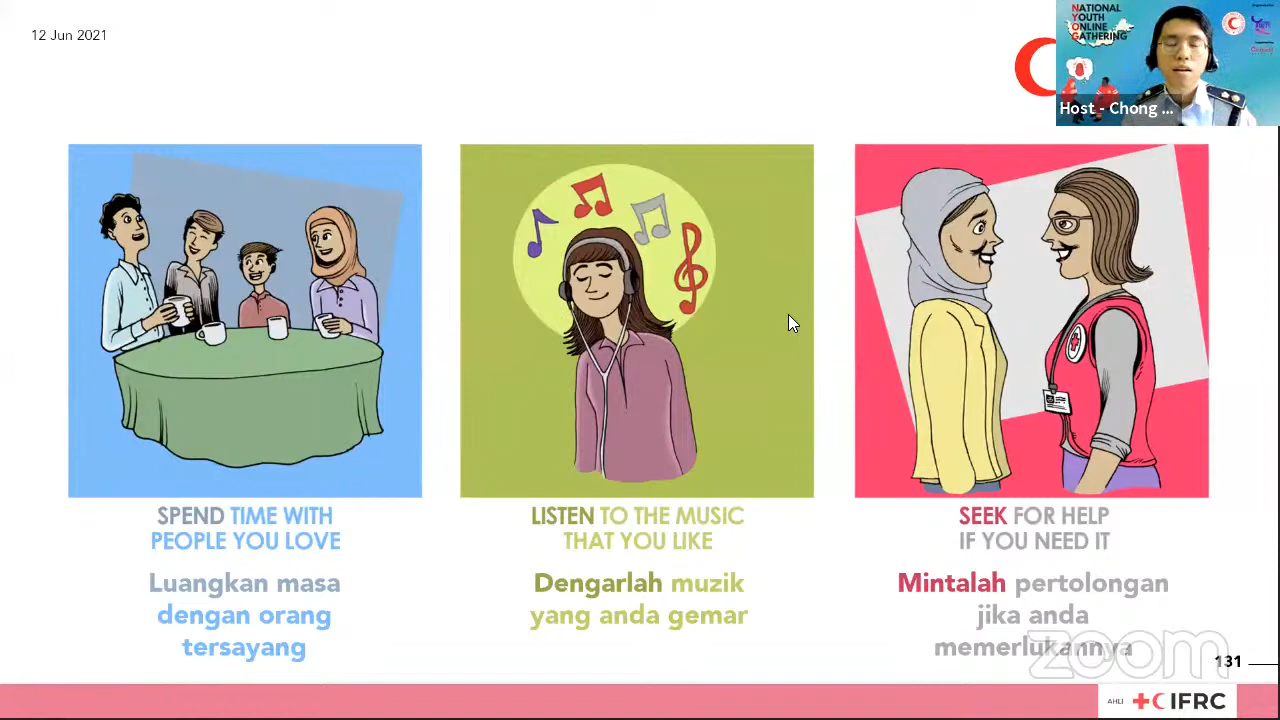 12 Jun 2021
NATIONAL
YOUTH
ONLINE
GATHERING
Host - Chong ...
SPEND TIME WITH
PEOPLE YOU LOVE
Luangkan masa
dengan orang
tersayang
LISTEN TO THE MUSIC
THAT YOU LIKE
Dengarlah muzik
yang anda gemar
SEEK FOR HELP
IF YOU NEED IT
Mintalah pertolongan
jika anda
memerlukannya
zoom
131
AHLI IFRC